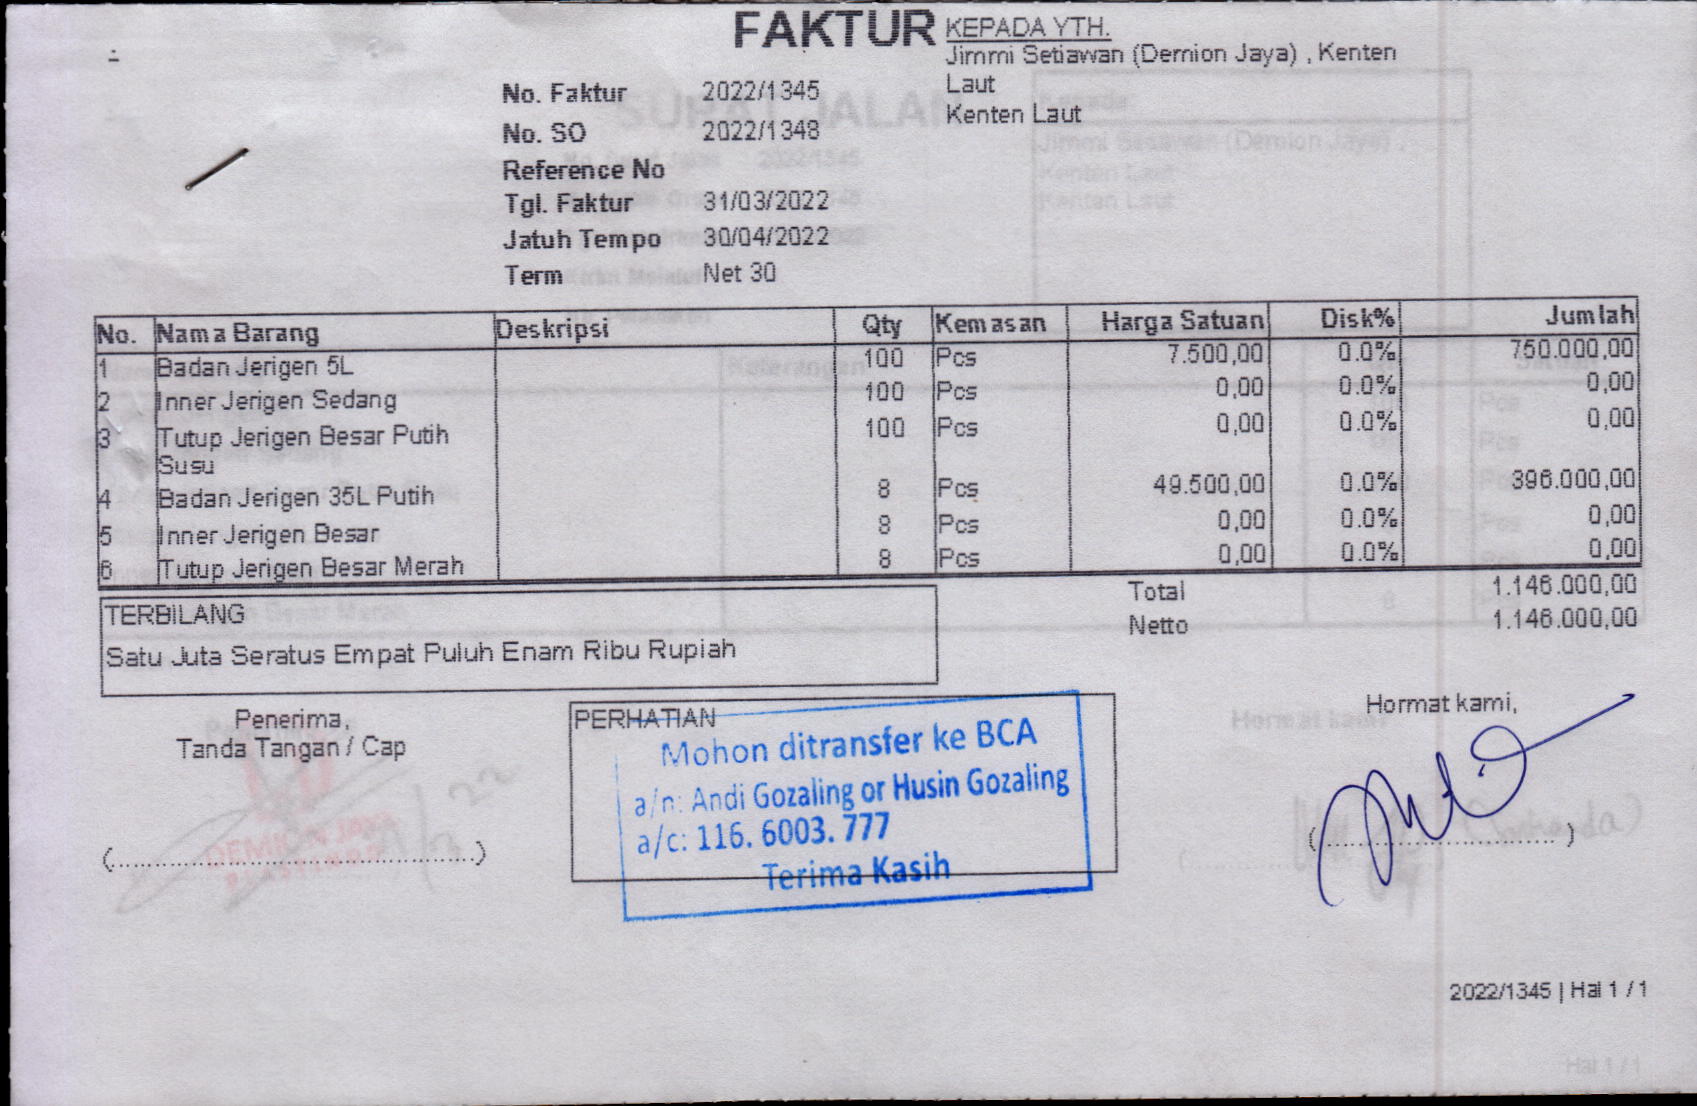 FAKTUR
KEPADA YTH.
Jimmi Setiawan (Demion Jaya) , Kenten
Laut
Kenten Laut
No. Faktur 2022/1345
No. SO 2022/1348
Reference No
Tgl. Faktur 31/03/2022
Jatuh Tempo 30/04/2022
Term Net 30
No. Nama Barang Deskripsi Qty Kemasan Harga Satuan Disk% Jumlah
1 Badan Jerigen 5L 100 Pcs 7.500,00 0.0% 750.000,00
2 Inner Jerigen Sedang 100 Pcs 0,00 0.0% 0,00
3 Tutup Jerigen Besar Putih 100 Pcs 0,00 0.0% 0,00
Susu
4 Badan Jerigen 35L Putih 8 Pcs 49.500,00 0.0% 396.000,00
5 Inner Jerigen Besar 8 Pcs 0,00 0.0% 0,00
6 Tutup Jerigen Besar Merah 8 Pcs 0,00 0.0% 0,00
Total 1.146.000,00
Netto 1.146.000,00
TERBILANG
Satu Juta Seratus Empat Puluh Enam Ribu Rupiah
Penerima,
Tanda Tangan / Cap
(................................................)
PERHATIAN
Mohon ditransfer ke BCA
a/n: Andi Gozaling or Husin Gozaling
a/c: 116. 6003. 777
Terima Kasih
Hormat kami,
(..............................)
2022/1345 | Hal 1 / 1